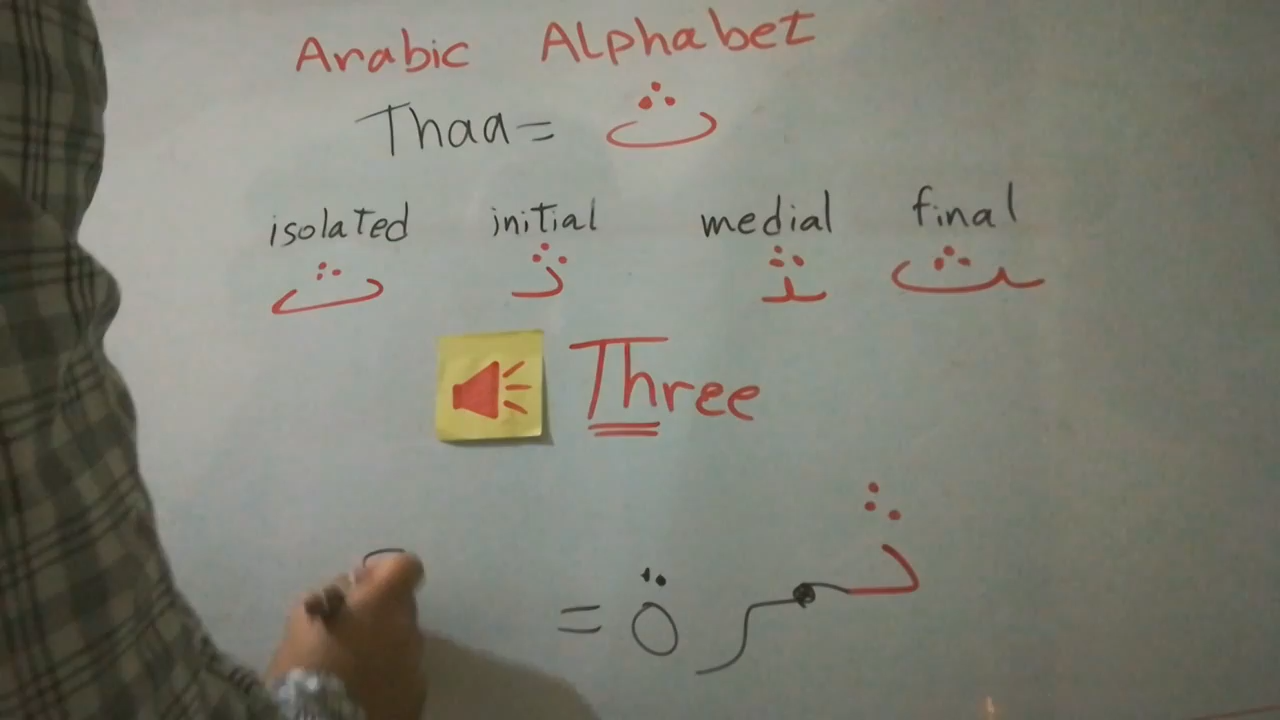 Arabic Alphabet
Thaa = ث
isolated initial medial final
ث ثـ ـثـ ـث
Three
ثمرة =